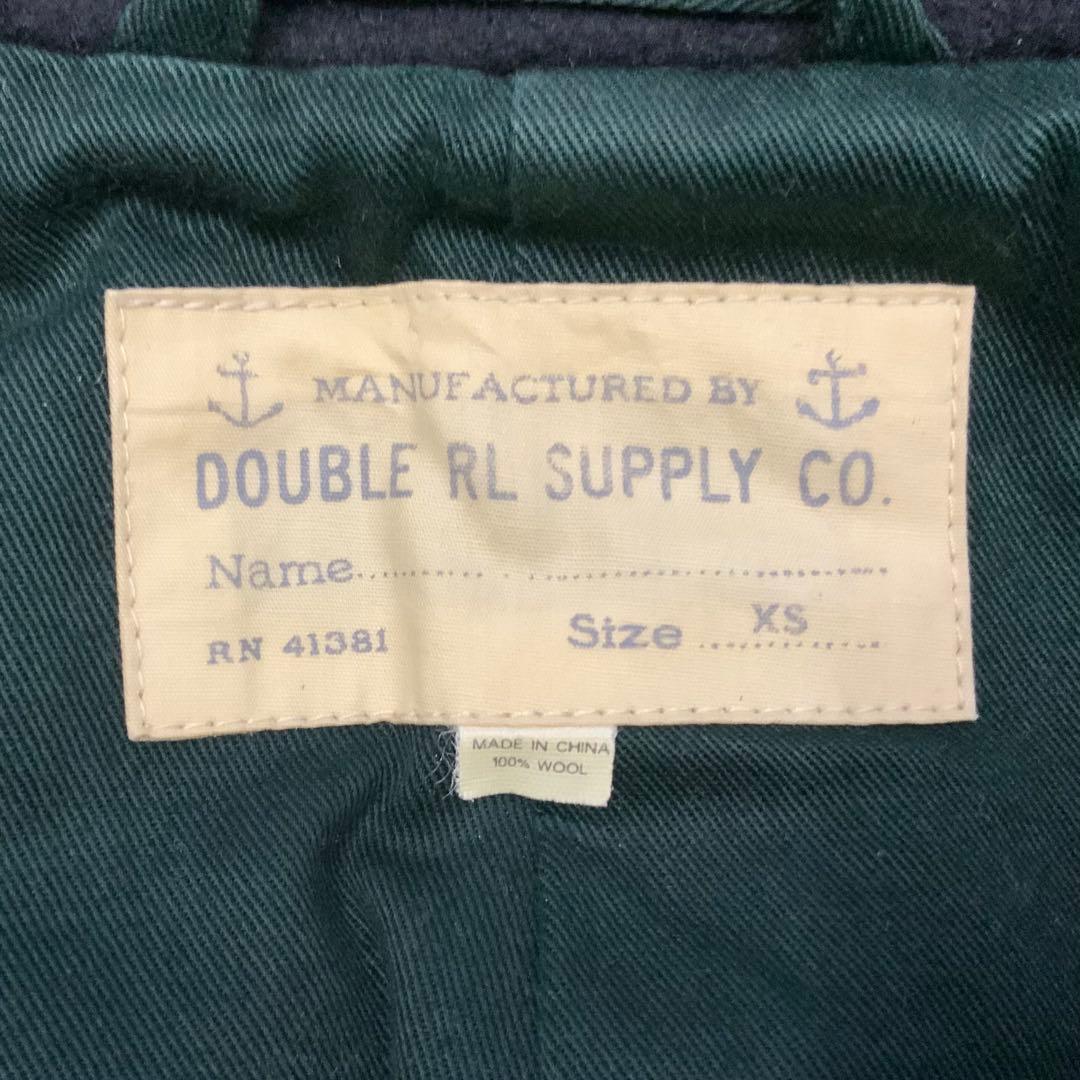 MANUFACTURED BY
DOUBLE RL SUPPLY CO.
Name
RN 41381 Size XS
MADE IN CHINA
100% WOOL